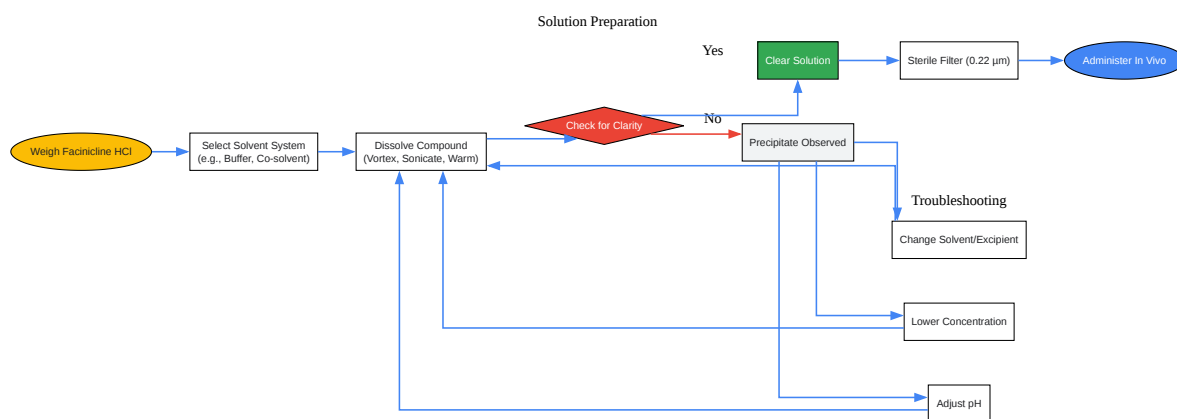 Solution Preparation
Yes
Clear Solution
Sterile Filter (0.22 µm)
Administer In Vivo
No
Check for Clarity
Weigh Facinicline HCl
Select Solvent System
(e.g., Buffer, Co-solvent)
Dissolve Compound
(Vortex, Sonicate, Warm)
Precipitate Observed
Troubleshooting
Change Solvent/Excipient
Lower Concentration
Adjust pH